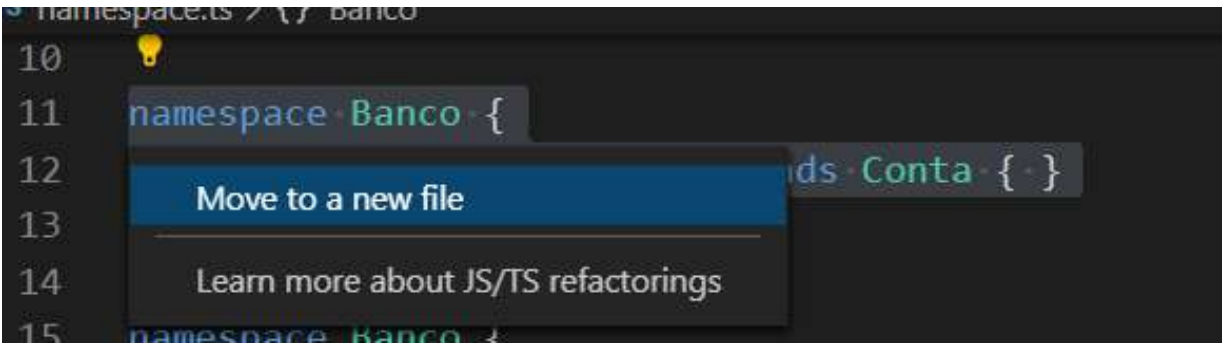 namespace.ts > {} Banco
10
11 namespace Banco {
12 ds Conta { }
Move to a new file
13
14 Learn more about JS/TS refactorings
15 namespace Banco {